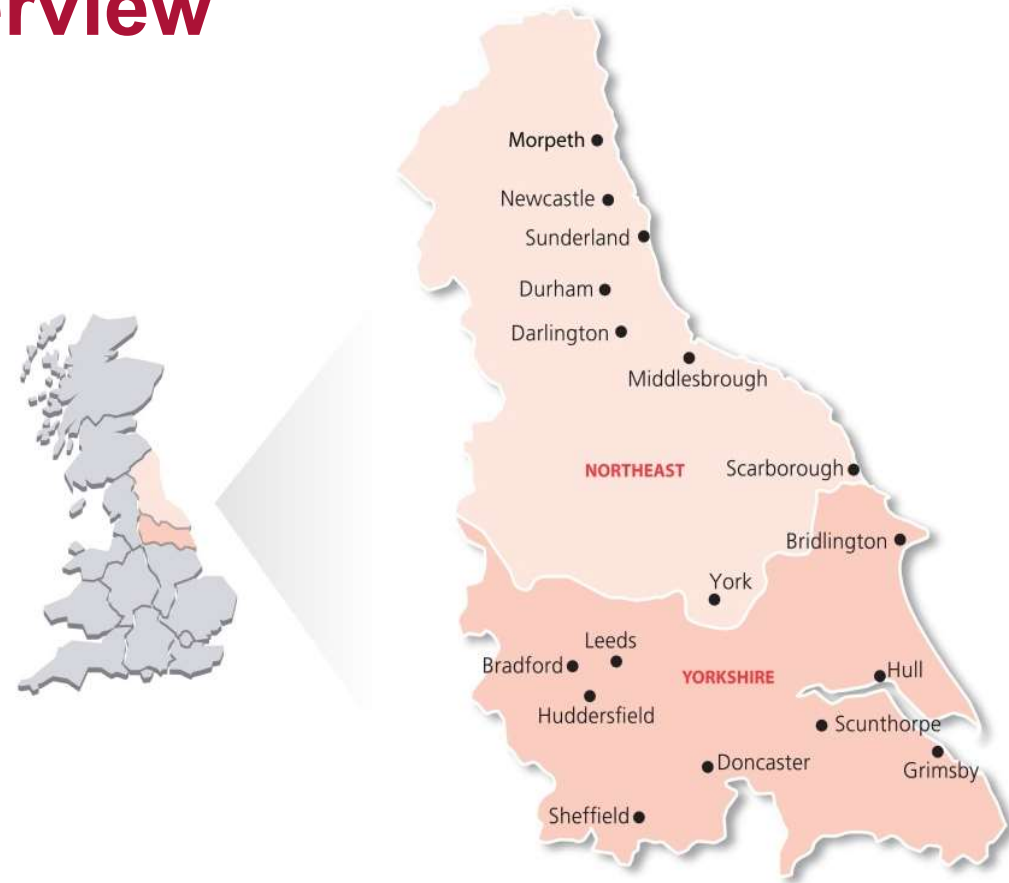 erview
Morpeth
Newcastle
Sunderland
Durham
Darlington
Middlesbrough
NORTHEAST
Scarborough
Bridlington
York
Leeds
Bradford
YORKSHIRE
Hull
Huddersfield
Scunthorpe
Doncaster
Grimsby
Sheffield